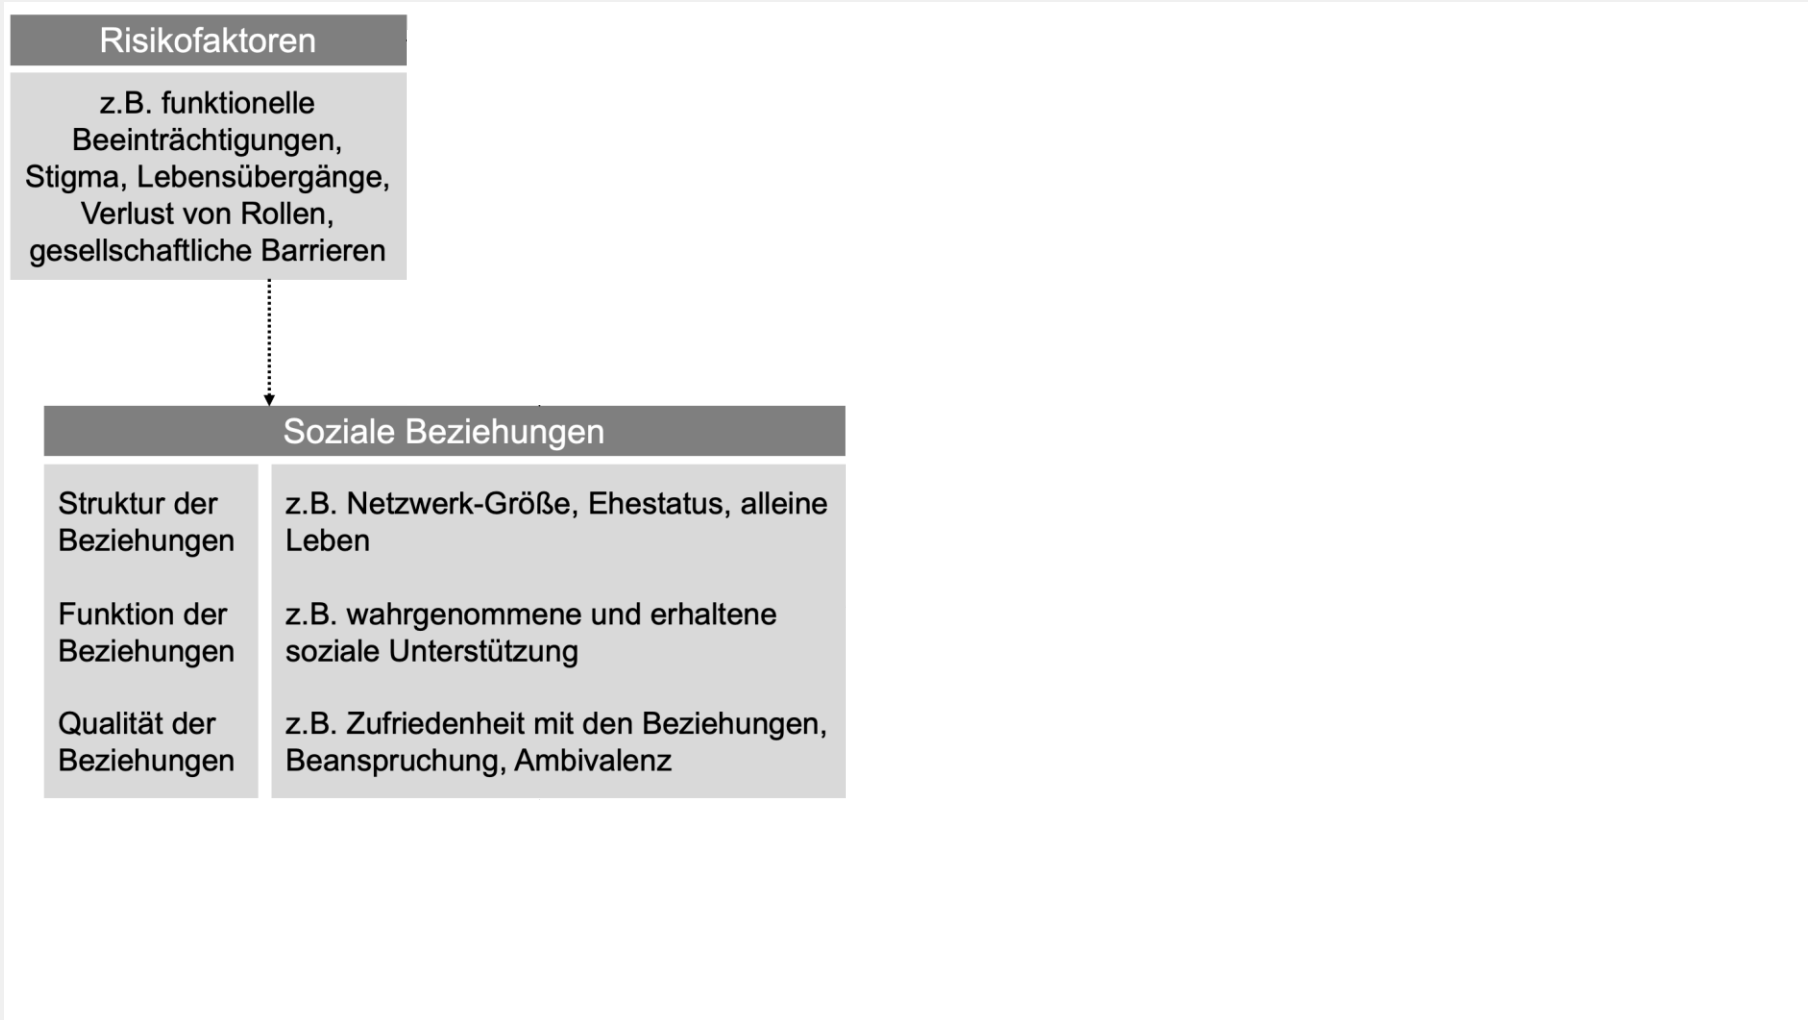 Risikofaktoren
z.B. funktionelle
Beeinträchtigungen,
Stigma, Lebensübergänge,
Verlust von Rollen,
gesellschaftliche Barrieren
Soziale Beziehungen
Struktur der
Beziehungen
z.B. Netzwerk-Größe, Ehestatus, alleine
Leben
Funktion der
Beziehungen
z.B. wahrgenommene und erhaltene
soziale Unterstützung
Qualität der
Beziehungen
z.B. Zufriedenheit mit den Beziehungen,
Beanspruchung, Ambivalenz